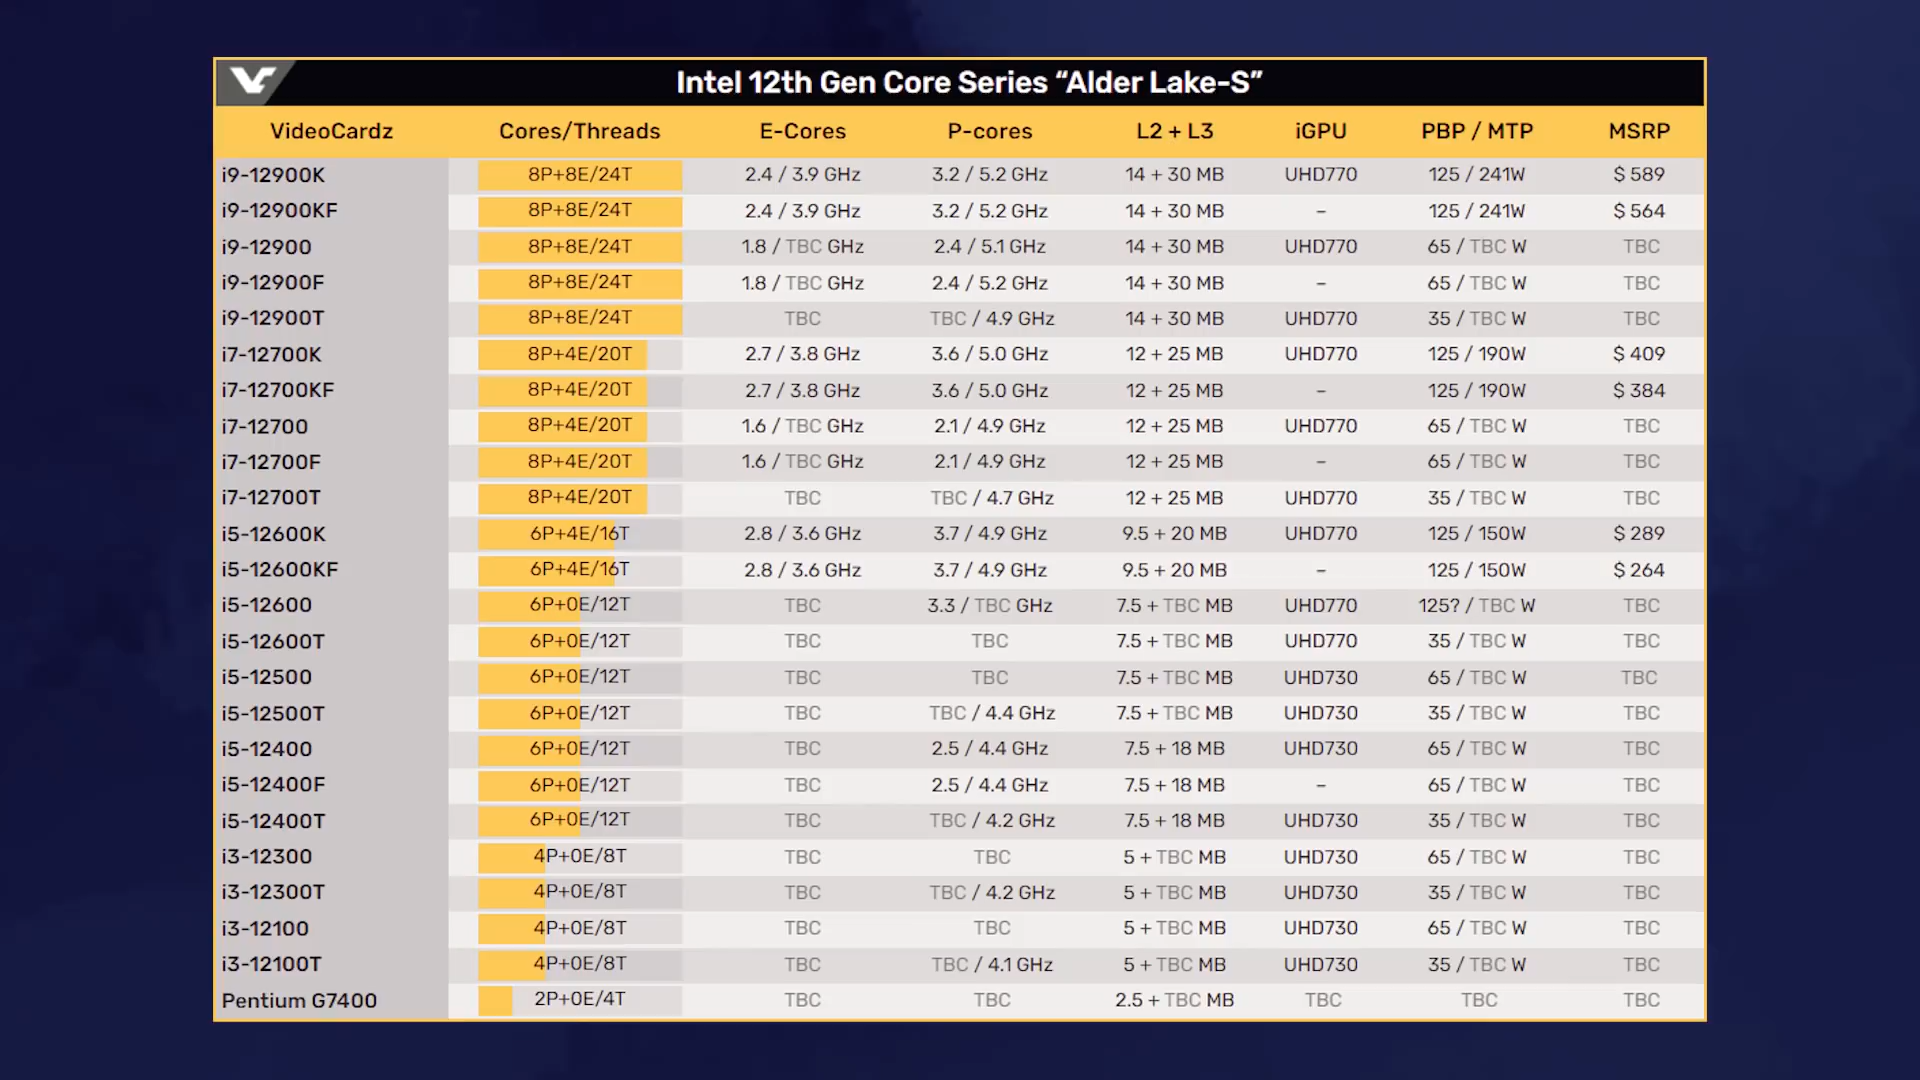 Intel 12th Gen Core Series “Alder Lake-S”
VideoCardz Cores/Threads E-Cores P-cores L2 + L3 iGPU PBP / MTP MSRP
i9-12900K 8P+8E/24T 2.4 / 3.9 GHz 3.2 / 5.2 GHz 14 + 30 MB UHD770 125 / 241W $ 589
i9-12900KF 8P+8E/24T 2.4 / 3.9 GHz 3.2 / 5.2 GHz 14 + 30 MB – 125 / 241W $ 564
i9-12900 8P+8E/24T 1.8 / TBC GHz 2.4 / 5.1 GHz 14 + 30 MB UHD770 65 / TBC W TBC
i9-12900F 8P+8E/24T 1.8 / TBC GHz 2.4 / 5.2 GHz 14 + 30 MB – 65 / TBC W TBC
i9-12900T 8P+8E/24T TBC TBC / 4.9 GHz 14 + 30 MB UHD770 35 / TBC W TBC
i7-12700K 8P+4E/20T 2.7 / 3.8 GHz 3.6 / 5.0 GHz 12 + 25 MB UHD770 125 / 190W $ 409
i7-12700KF 8P+4E/20T 2.7 / 3.8 GHz 3.6 / 5.0 GHz 12 + 25 MB – 125 / 190W $ 384
i7-12700 8P+4E/20T 1.6 / TBC GHz 2.1 / 4.9 GHz 12 + 25 MB UHD770 65 / TBC W TBC
i7-12700F 8P+4E/20T 1.6 / TBC GHz 2.1 / 4.9 GHz 12 + 25 MB – 65 / TBC W TBC
i7-12700T 8P+4E/20T TBC TBC / 4.7 GHz 12 + 25 MB UHD770 35 / TBC W TBC
i5-12600K 6P+4E/16T 2.8 / 3.6 GHz 3.7 / 4.9 GHz 9.5 + 20 MB UHD770 125 / 150W $ 289
i5-12600KF 6P+4E/16T 2.8 / 3.6 GHz 3.7 / 4.9 GHz 9.5 + 20 MB – 125 / 150W $ 264
i5-12600 6P+0E/12T TBC 3.3 / TBC GHz 7.5 + TBC MB UHD770 125? / TBC W TBC
i5-12600T 6P+0E/12T TBC TBC 7.5 + TBC MB UHD770 35 / TBC W TBC
i5-12500 6P+0E/12T TBC TBC 7.5 + TBC MB UHD730 65 / TBC W TBC
i5-12500T 6P+0E/12T TBC TBC / 4.4 GHz 7.5 + TBC MB UHD730 35 / TBC W TBC
i5-12400 6P+0E/12T TBC 2.5 / 4.4 GHz 7.5 + 18 MB UHD730 65 / TBC W TBC
i5-12400F 6P+0E/12T TBC 2.5 / 4.4 GHz 7.5 + 18 MB – 65 / TBC W TBC
i5-12400T 6P+0E/12T TBC TBC / 4.2 GHz 7.5 + 18 MB UHD730 35 / TBC W TBC
i3-12300 4P+0E/8T TBC TBC 5 + TBC MB UHD730 65 / TBC W TBC
i3-12300T 4P+0E/8T TBC TBC / 4.2 GHz 5 + TBC MB UHD730 35 / TBC W TBC
i3-12100 4P+0E/8T TBC TBC 5 + TBC MB UHD730 65 / TBC W TBC
i3-12100T 4P+0E/8T TBC TBC / 4.1 GHz 5 + TBC MB UHD730 35 / TBC W TBC
Pentium G7400 2P+0E/4T TBC TBC 2.5 + TBC MB TBC TBC TBC